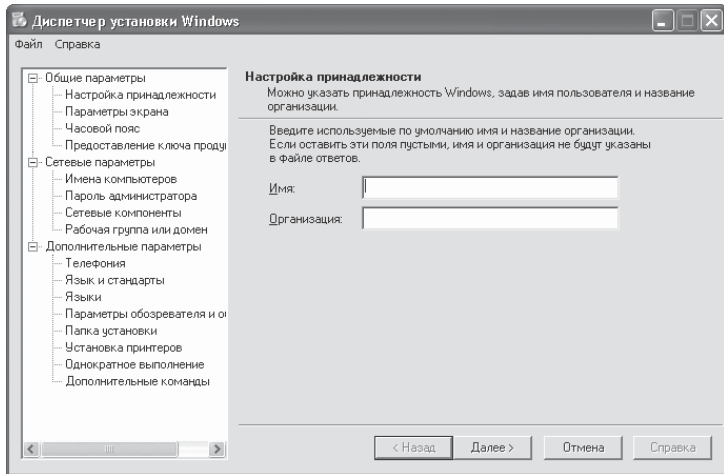 Диспетчер установки Windows
Файл Справка
Общие параметры
Настройка принадлежности
Параметры экрана
Часовой пояс
Предоставление ключа проду
Сетевые параметры
Имена компьютеров
Пароль администратора
Сетевые компоненты
Рабочая группа или домен
Дополнительные параметры
Телефония
Язык и стандарты
Языки
Параметры обозревателя и о
Папка установки
Установка принтеров
Однократное выполнение
Дополнительные команды
Настройка принадлежности
Можно указать принадлежность Windows, задав имя пользователя и название
организации.
Введите используемые по умолчанию имя и название организации.
Если оставить эти поля пустыми, имя и организация не будут указаны
в файле ответов.
Имя:
Организация:
< Назад Далее > Отмена Справка